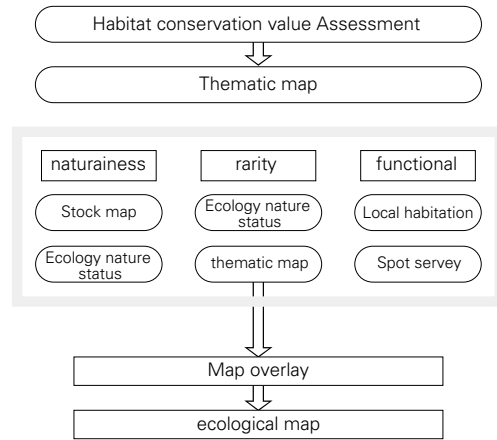 Habitat conservation value Assessment
Thematic map
naturainess
rarity
functional
Stock map
Ecology nature
status
Local habitation
Ecology nature
status
thematic map
Spot servey
Map overlay
ecological map